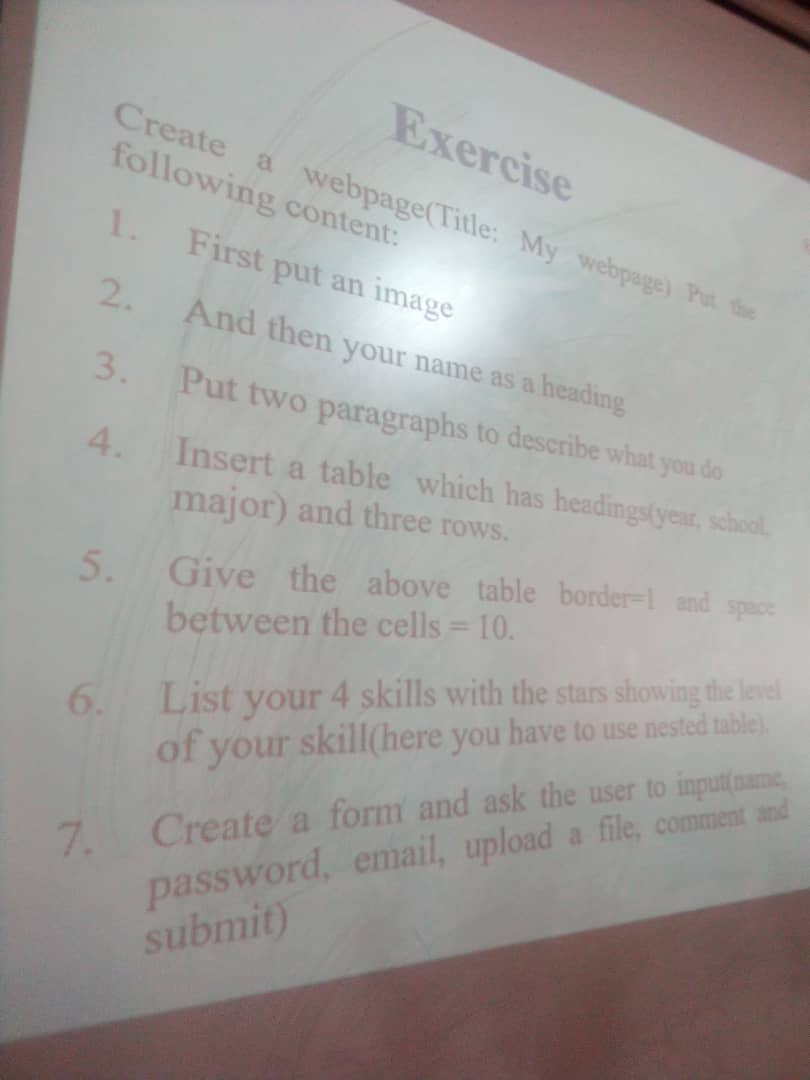 Exercise
Create a webpage(Title: My webpage) Put the
following content:
1. First put an image
2. And then your name as a heading
3. Put two paragraphs to describe what you do
4. Insert a table which has headings(year, school,
major) and three rows.
5. Give the above table border=1 and space
between the cells = 10.
6. List your 4 skills with the stars showing the level
of your skill(here you have to use nested table).
7. Create a form and ask the user to input(name,
password, email, upload a file, comment and
submit)